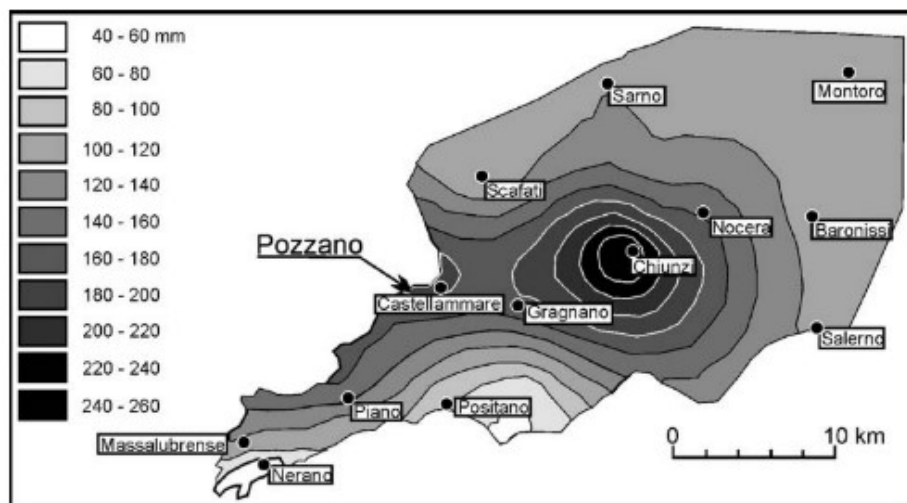 40 - 60 mm
60 - 80
80 - 100
100 - 120
120 - 140
140 - 160
160 - 180
180 - 200
200 - 220
220 - 240
240 - 260
Sarno
Montoro
Scafati
Nocera
Baronissi
Pozzano
Chiunzi
Castellammare
Gragnano
Salerno
Piano
Positano
Massalubrense
Nerano
0 10 km